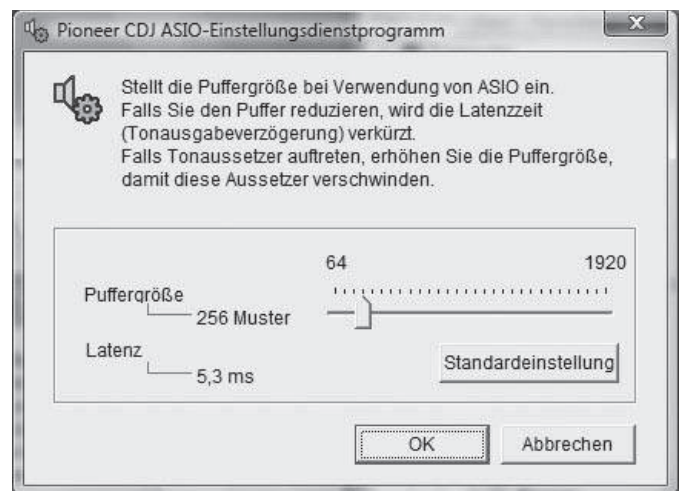 Pioneer CDJ ASIO-Einstellungsdienstprogramm
Stellt die Puffergröße bei Verwendung von ASIO ein.
Falls Sie den Puffer reduzieren, wird die Latenzzeit
(Tonausgabeverzögerung) verkürzt.
Falls Tonaussetzer auftreten, erhöhen Sie die Puffergröße,
damit diese Aussetzer verschwinden.
64 1920
Puffergröße
256 Muster
Latenz
5,3 ms
Standardeinstellung
OK Abbrechen